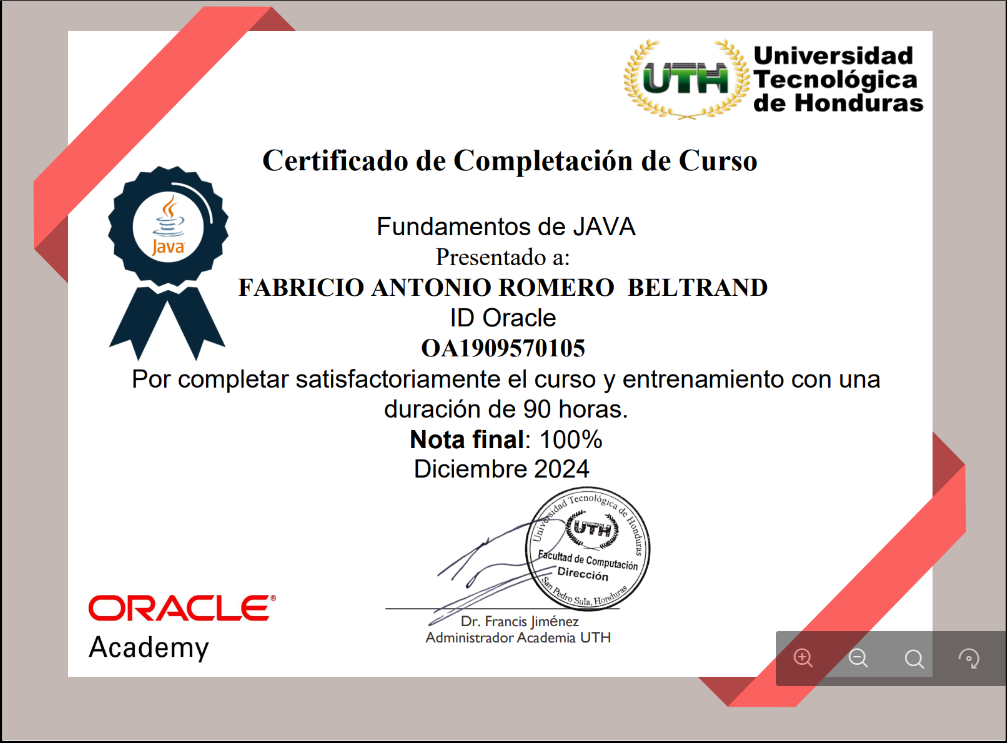 UTH
Universidad
Tecnológica
de Honduras
Certificado de Completación de Curso
Java
Fundamentos de JAVA
Presentado a:
FABRICIO ANTONIO ROMERO BELTRAND
ID Oracle
OA1909570105
Por completar satisfactoriamente el curso y entrenamiento con una
duración de 90 horas.
Nota final: 100%
Diciembre 2024
Universidad Tecnológica de Honduras
UTH
Facultad de Computación
Dirección
San Pedro Sula, Honduras
ORACLE®
Academy
Dr. Francis Jiménez
Administrador Academia UTH